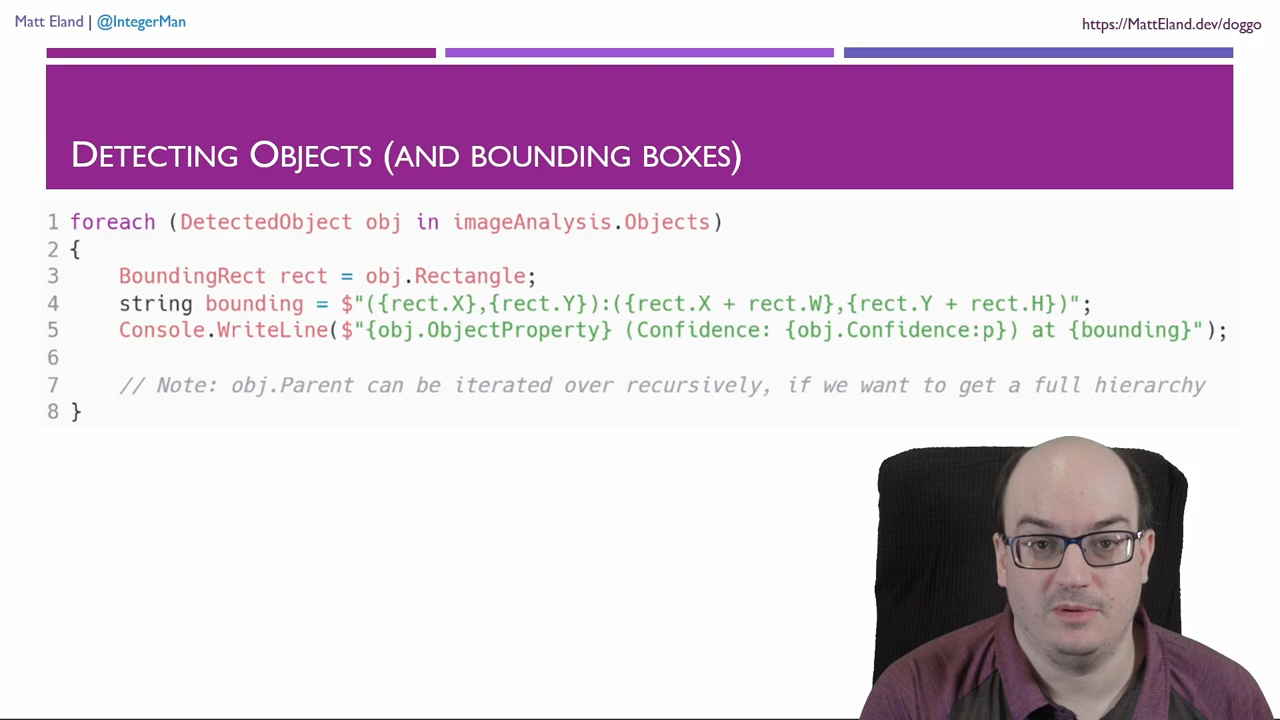 Matt Eland | @IntegerMan
https://MattEland.dev/doggo
DETECTING OBJECTS (AND BOUNDING BOXES)
1 foreach (DetectedObject obj in imageAnalysis.Objects)
2 {
3     BoundingRect rect = obj.Rectangle;
4     string bounding = $"({rect.X},{rect.Y}):({rect.X + rect.W},{rect.Y + rect.H})";
5     Console.WriteLine($"{obj.ObjectProperty} (Confidence: {obj.Confidence:p}) at {bounding}");
6
7     // Note: obj.Parent can be iterated over recursively, if we want to get a full hierarchy
8 }